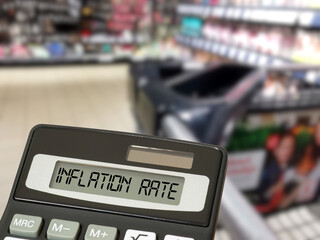 INFLATION RATE
MRC M− M+ √